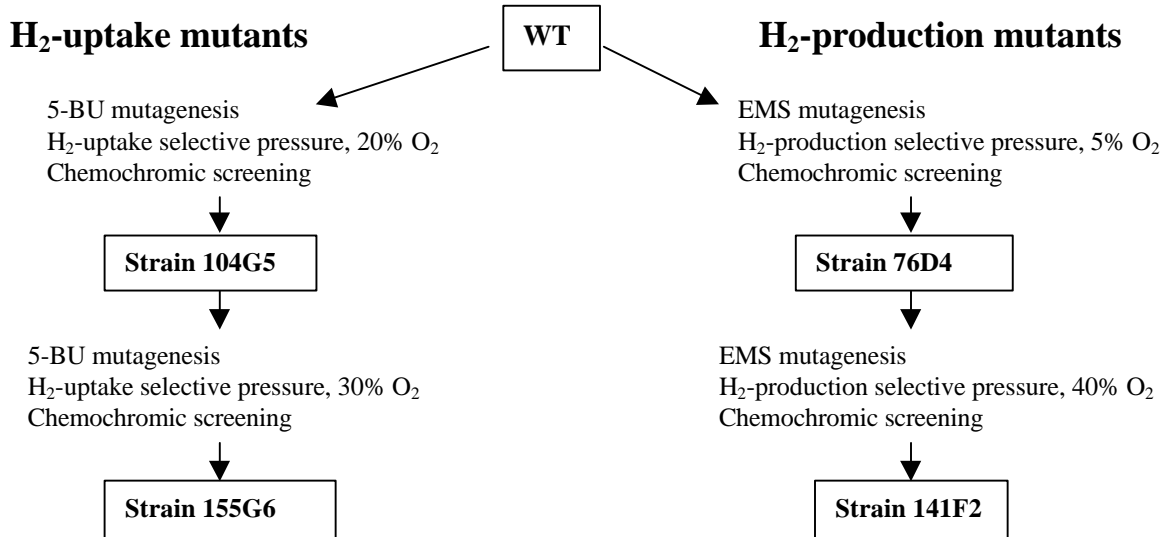 H₂-uptake mutants
WT
H₂-production mutants
5-BU mutagenesis
H₂-uptake selective pressure, 20% O₂
Chemochromic screening
EMS mutagenesis
H₂-production selective pressure, 5% O₂
Chemochromic screening
Strain 104G5
Strain 76D4
5-BU mutagenesis
H₂-uptake selective pressure, 30% O₂
Chemochromic screening
EMS mutagenesis
H₂-production selective pressure, 40% O₂
Chemochromic screening
Strain 155G6
Strain 141F2